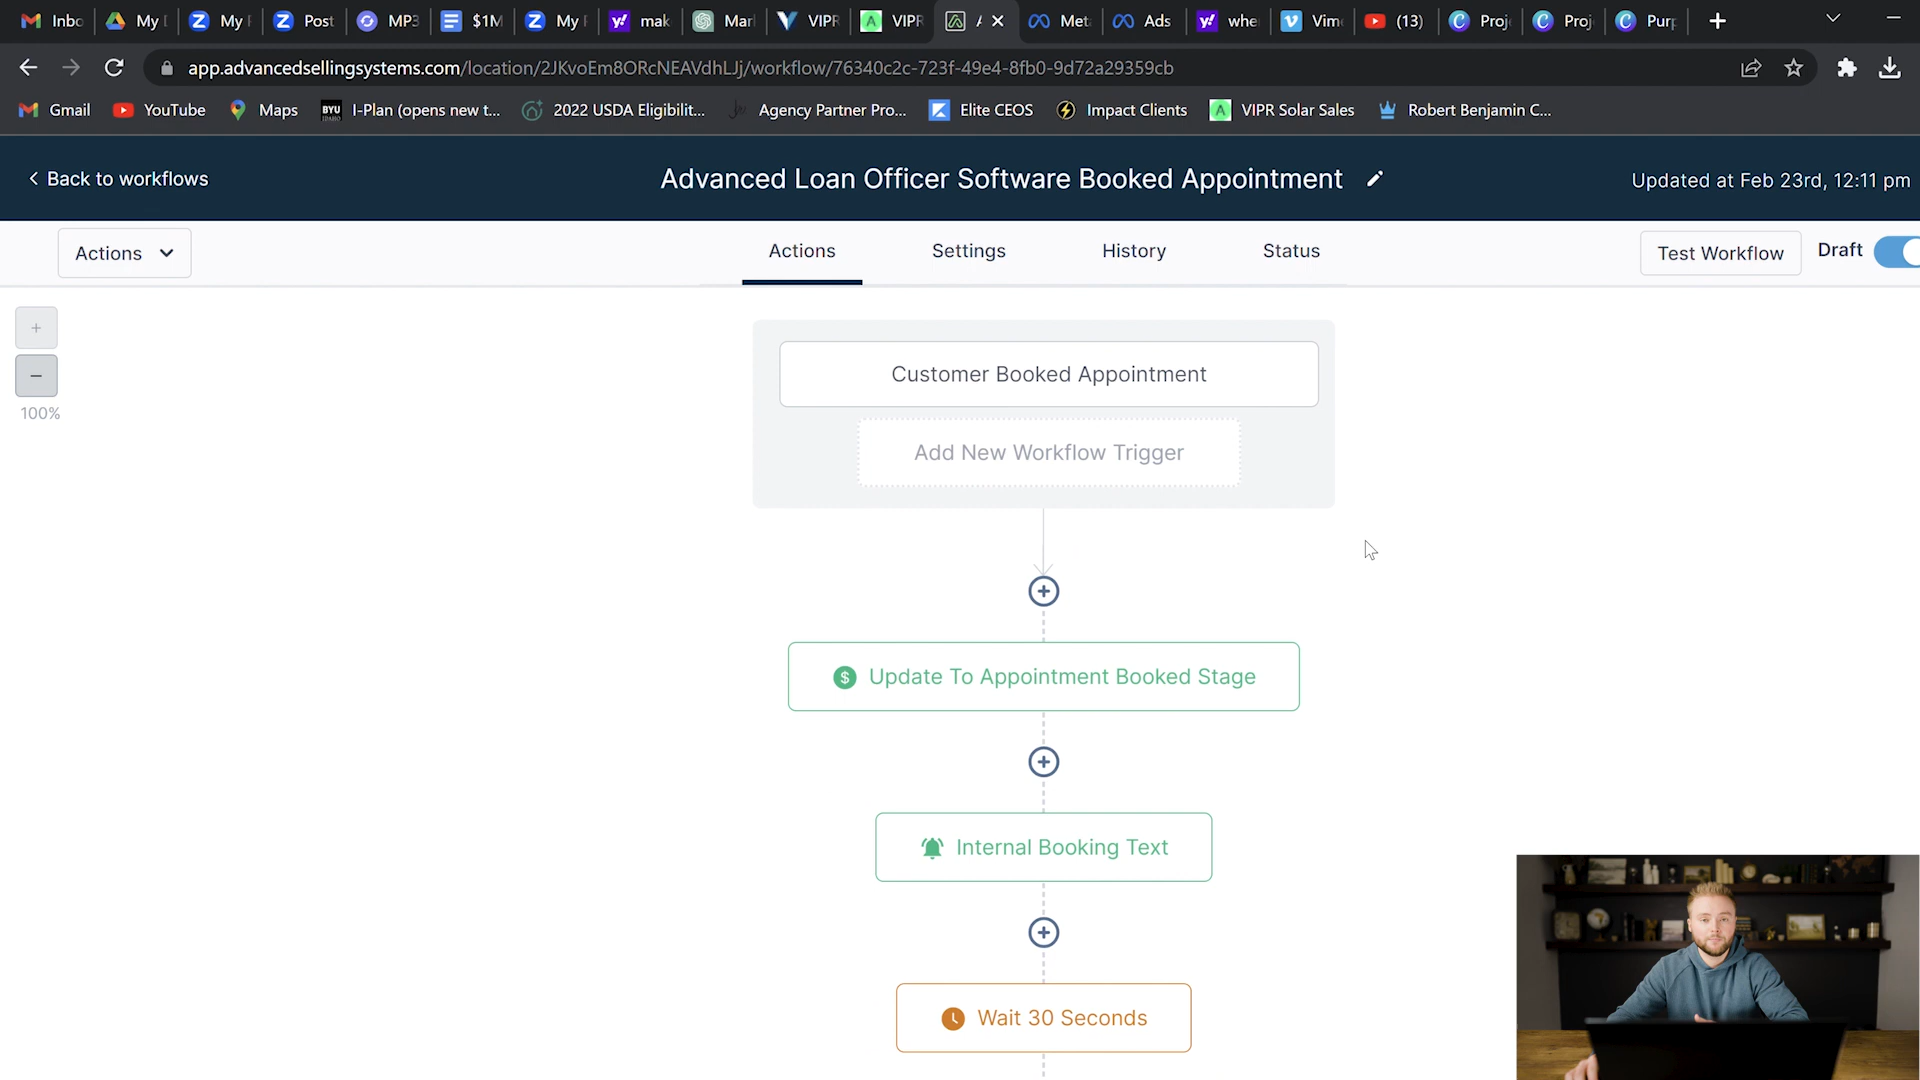 Inbo
My D
My I
Post
MP3
$1M
My I
mak
Mar
VIPR
VIPR
Met
Ads
whe
Vim
(13)
Proj
Proj
Pur
app.advancedsellingsystems.com/location/2JKvoEm8ORcNEAVdhLJj/workflow/76340c2c-723f-49e4-8fb0-9d72a29359cb
Gmail
YouTube
Maps
BYU
IDAHO
I-Plan (opens new t...
2022 USDA Eligibilit...
Agency Partner Pro...
Elite CEOS
Impact Clients
VIPR Solar Sales
Robert Benjamin C...
Back to workflows
Advanced Loan Officer Software Booked Appointment
Updated at Feb 23rd, 12:11 pm
Actions
Actions
Settings
History
Status
Test Workflow
Draft
100%
Customer Booked Appointment
Add New Workflow Trigger
Update To Appointment Booked Stage
Internal Booking Text
Wait 30 Seconds